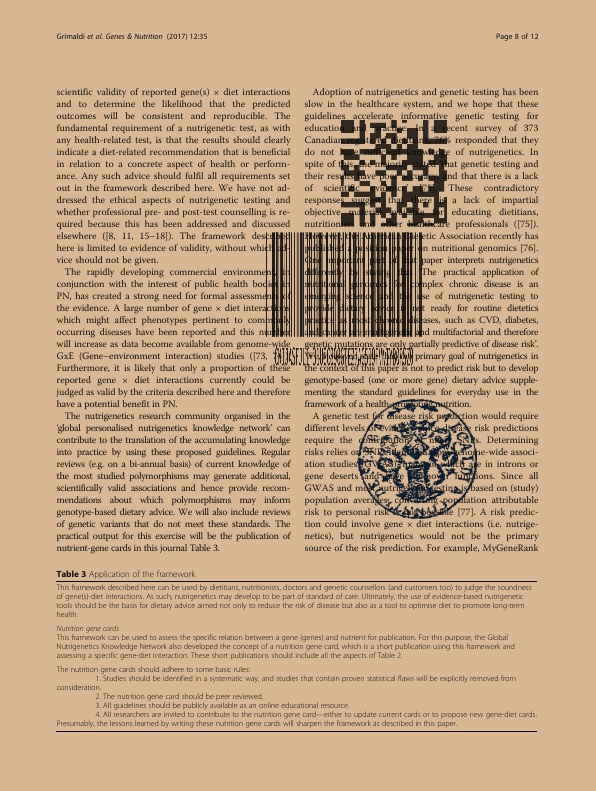 Grimaldi et al. Genes & Nutrition (2017) 12:35
Page 8 of 12
scientific validity of reported gene(s) × diet interactions
and to determine the likelihood that the predicted
outcomes will be consistent and reproducible. The
fundamental requirement of a nutrigenetic test, as with
any health-related test, is that the results should clearly
indicate a diet-related recommendation that is beneficial
in relation to a concrete aspect of health or perform-
ance. Any such advice should fulfil all requirements set
out in the framework described here. We have not ad-
dressed the ethical aspects of nutrigenetic testing and
whether professional pre- and post-test counselling is re-
quired because this has been addressed and discussed
elsewhere ([8, 11, 15–18]). The framework described
here is limited to evidence of validity, without which ad-
vice should not be given.
The rapidly developing commercial environment, in
conjunction with the interest of public health bodies in
PN, has created a strong need for formal assessments of
the evidence. A large number of gene × diet interactions
which might affect phenotypes pertinent to commonly
occurring diseases have been reported and this number
will increase as data become available from genome-wide
GxE (Gene–environment interaction) studies ([73,
Furthermore, it is likely that only a proportion of these
reported gene × diet interactions currently could be
judged as valid by the criteria described here and therefore
have a potential benefit in PN.
The nutrigenetics research community organised in the
'global personalised nutrigenetics knowledge network' can
contribute to the translation of the accumulating knowledge
into practice by using these proposed guidelines. Regular
reviews (e.g. on a bi-annual basis) of current knowledge of
the most studied polymorphisms may generate additional,
scientifically valid associations and hence provide recom-
mendations about which polymorphisms may inform
genotype-based dietary advice. We will also include reviews
of genetic variants that do not meet these standards. The
practical output for this exercise will be the publication of
nutrient-gene cards in this journal Table 3.
Adoption of nutrigenetics and genetic testing has been
slow in the healthcare system, and we hope that these
guidelines accelerate informative genetic testing for
education and practice. In a recent survey of 373
Canadian responded that they
do not of nutrigenetics. In
spite of this, the majority that genetic testing and
their results have poor and that there is a lack
of scientific These contradictory
responses suggest that there is a lack of impartial
objective material available for educating dietitians,
nutritionists and other healthcare professionals ([75]).
Dietetic Association recently has
published a position paper on nutritional genomics [76].
One important part of that paper interprets nutrigenetics
differently by stating The practical application of
nutritional genomics for complex chronic disease is an
emerging science and the use of nutrigenetic testing to
provide dietary advice is not ready for routine dietetics
practice as most chronic diseases, such as CVD, diabetes,
and cancer are multigenetic and multifactorial and therefore
genetic mutations are only partially predictive of disease risk'.
primary goal of nutrigenetics in
the context of this paper is not to predict risk but to develop
genotype-based (one or more gene) dietary advice supple-
menting the standard guidelines for everyday use in the
framework of a health-promoting nutrition.
A genetic test for disease risk prediction would require
different levels of evidence risk predictions
require the contribution of many SNPs. Determining
risks relies on genome-wide associ-
ation studies (GWAS), of which are in introns or
gene deserts and functions. Since all
GWAS and most nutrigenetic testing is based on (study)
population averages, converting population attributable
risk to personal risk is not possible [77]. A risk predic-
tion could involve gene × diet interactions (i.e. nutrige-
netics), but nutrigenetics would not be the primary
source of the risk prediction. For example, MyGeneRank
Table 3 Application of the framework
This framework described here can be used by dietitians, nutritionists, doctors and genetic counsellors (and customers too) to judge the soundness
of gene(s)-diet interactions. As such, nutrigenetics may develop to be part of standard of care. Ultimately, the use of evidence-based nutrigenetic
tools should be the basis for dietary advice aimed not only to reduce the risk of disease but also as a tool to optimise diet to promote long-term
health.
Nutrition gene cards
This framework can be used to assess the specific relation between a gene (genes) and nutrient for publication. For this purpose, the Global
Nutrigenetics Knowledge Network also developed the concept of a nutrition gene card, which is a short publication using this framework and
assessing a specific gene-diet interaction. These short publications should include all the aspects of Table 2.
The nutrition gene cards should adhere to some basic rules:
1. Studies should be identified in a systematic way, and studies that contain proven statistical flaws will be explicitly removed from
consideration.
2. The nutrition gene card should be peer reviewed.
3. All guidelines should be publicly available as an online educational resource.
4. All researchers are invited to contribute to the nutrition gene card—either to update current cards or to propose new gene-diet cards.
Presumably, the lessons learned by writing these nutrition gene cards will sharpen the framework as described in this paper.